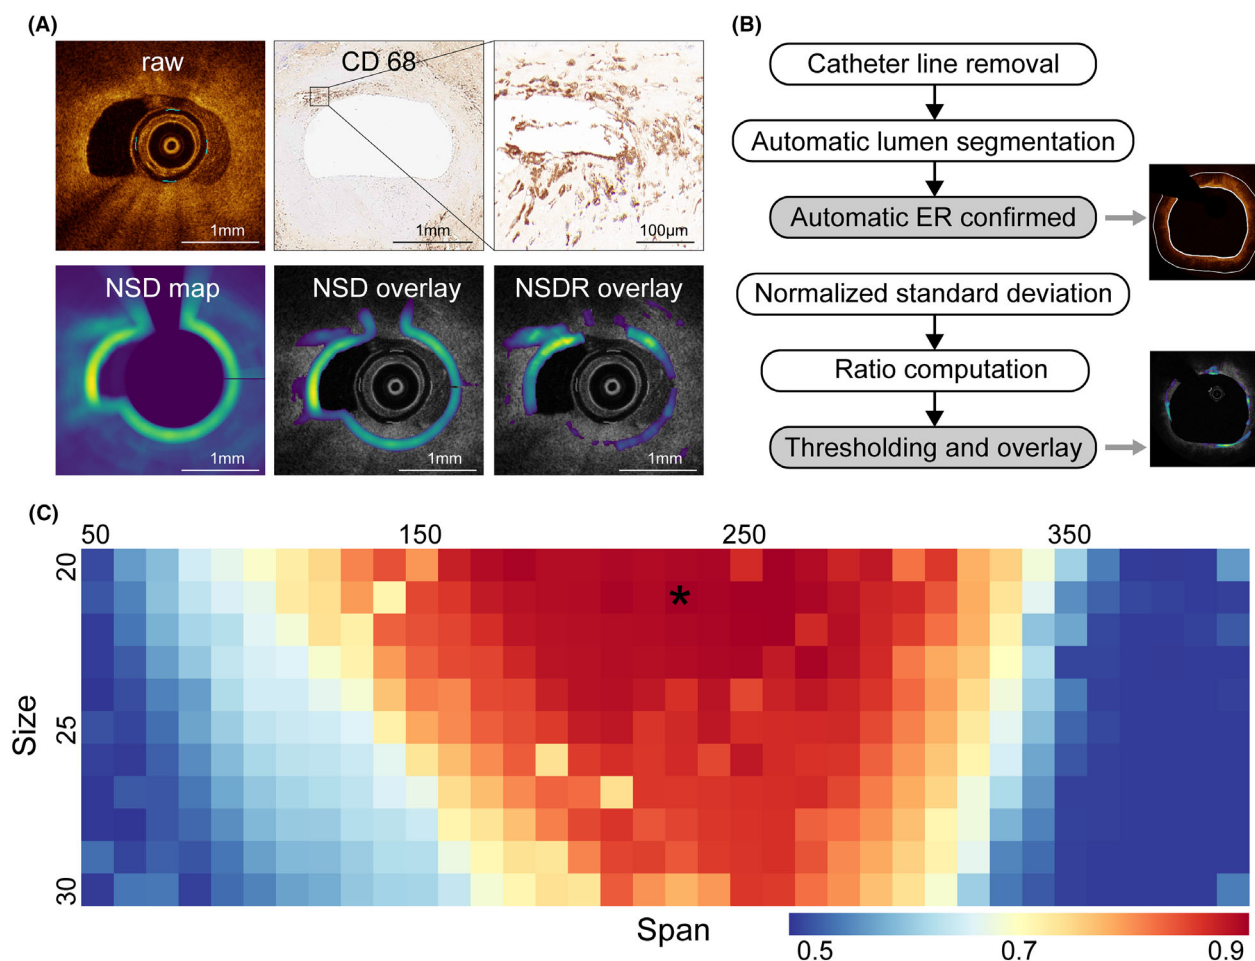 (A)
raw
1mm
CD 68
1mm
100µm
NSD map
1mm
NSD overlay
1mm
NSDR overlay
1mm
(B)
Catheter line removal
Automatic lumen segmentation
Automatic ER confirmed
Normalized standard deviation
Ratio computation
Thresholding and overlay
(C)
50 150 250 350
20
25
30
Size
*
Span
0.5 0.7 0.9